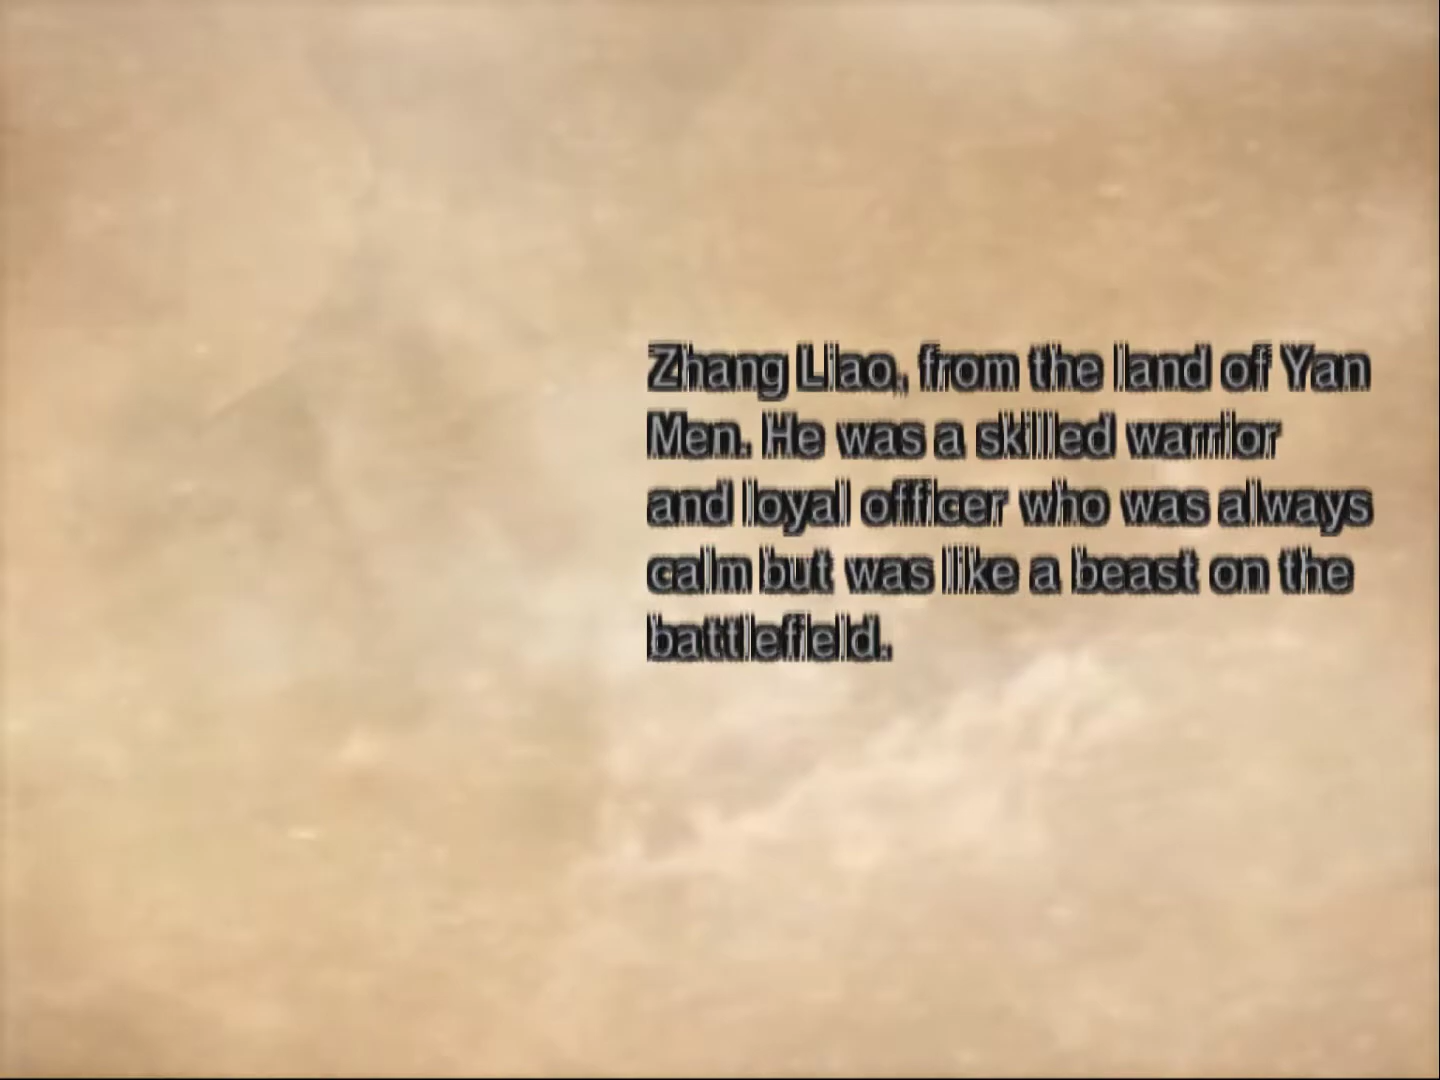 Zhang Liao, from the land of Yan
Men. He was a skilled warrior
and loyal officer who was always
calm but was like a beast on the
battlefield.